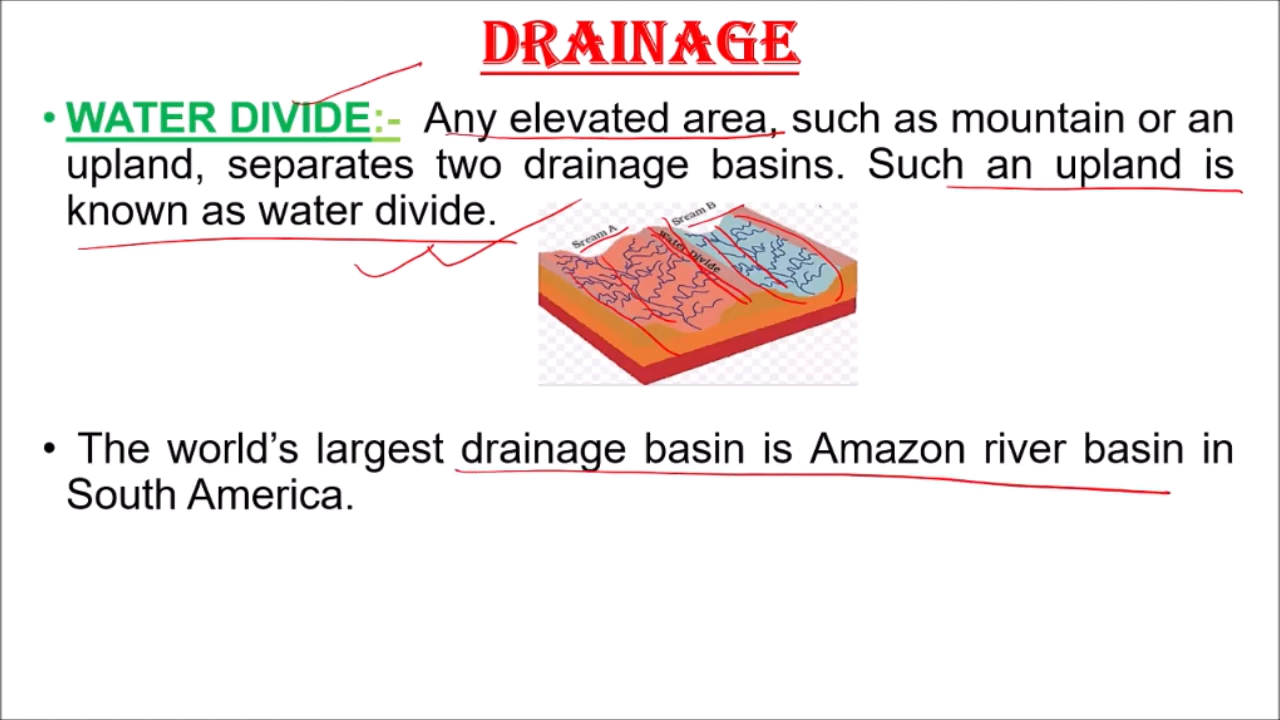 DRAINAGE
• WATER DIVIDE:- Any elevated area, such as mountain or an
upland, separates two drainage basins. Such an upland is
known as water divide.
Sream A
Sream B
Water Divide
• The world’s largest drainage basin is Amazon river basin in
South America.